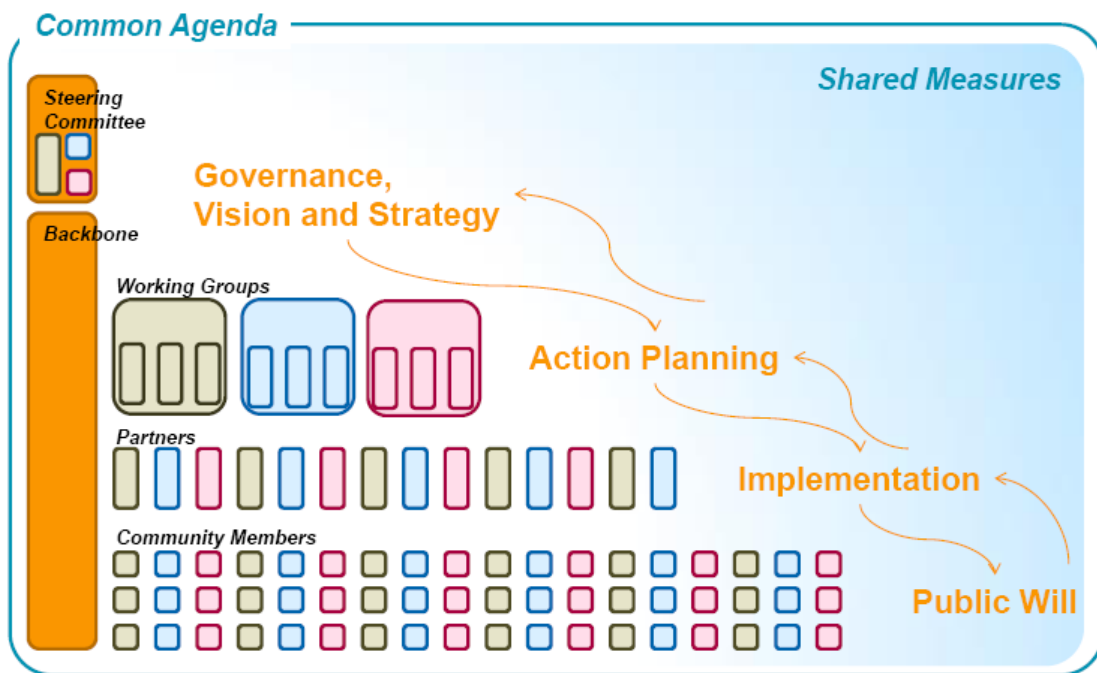 Common Agenda
Shared Measures
Steering
Committee
Governance,
Vision and Strategy
Backbone
Working Groups
Action Planning
Partners
Implementation
Community Members
Public Will